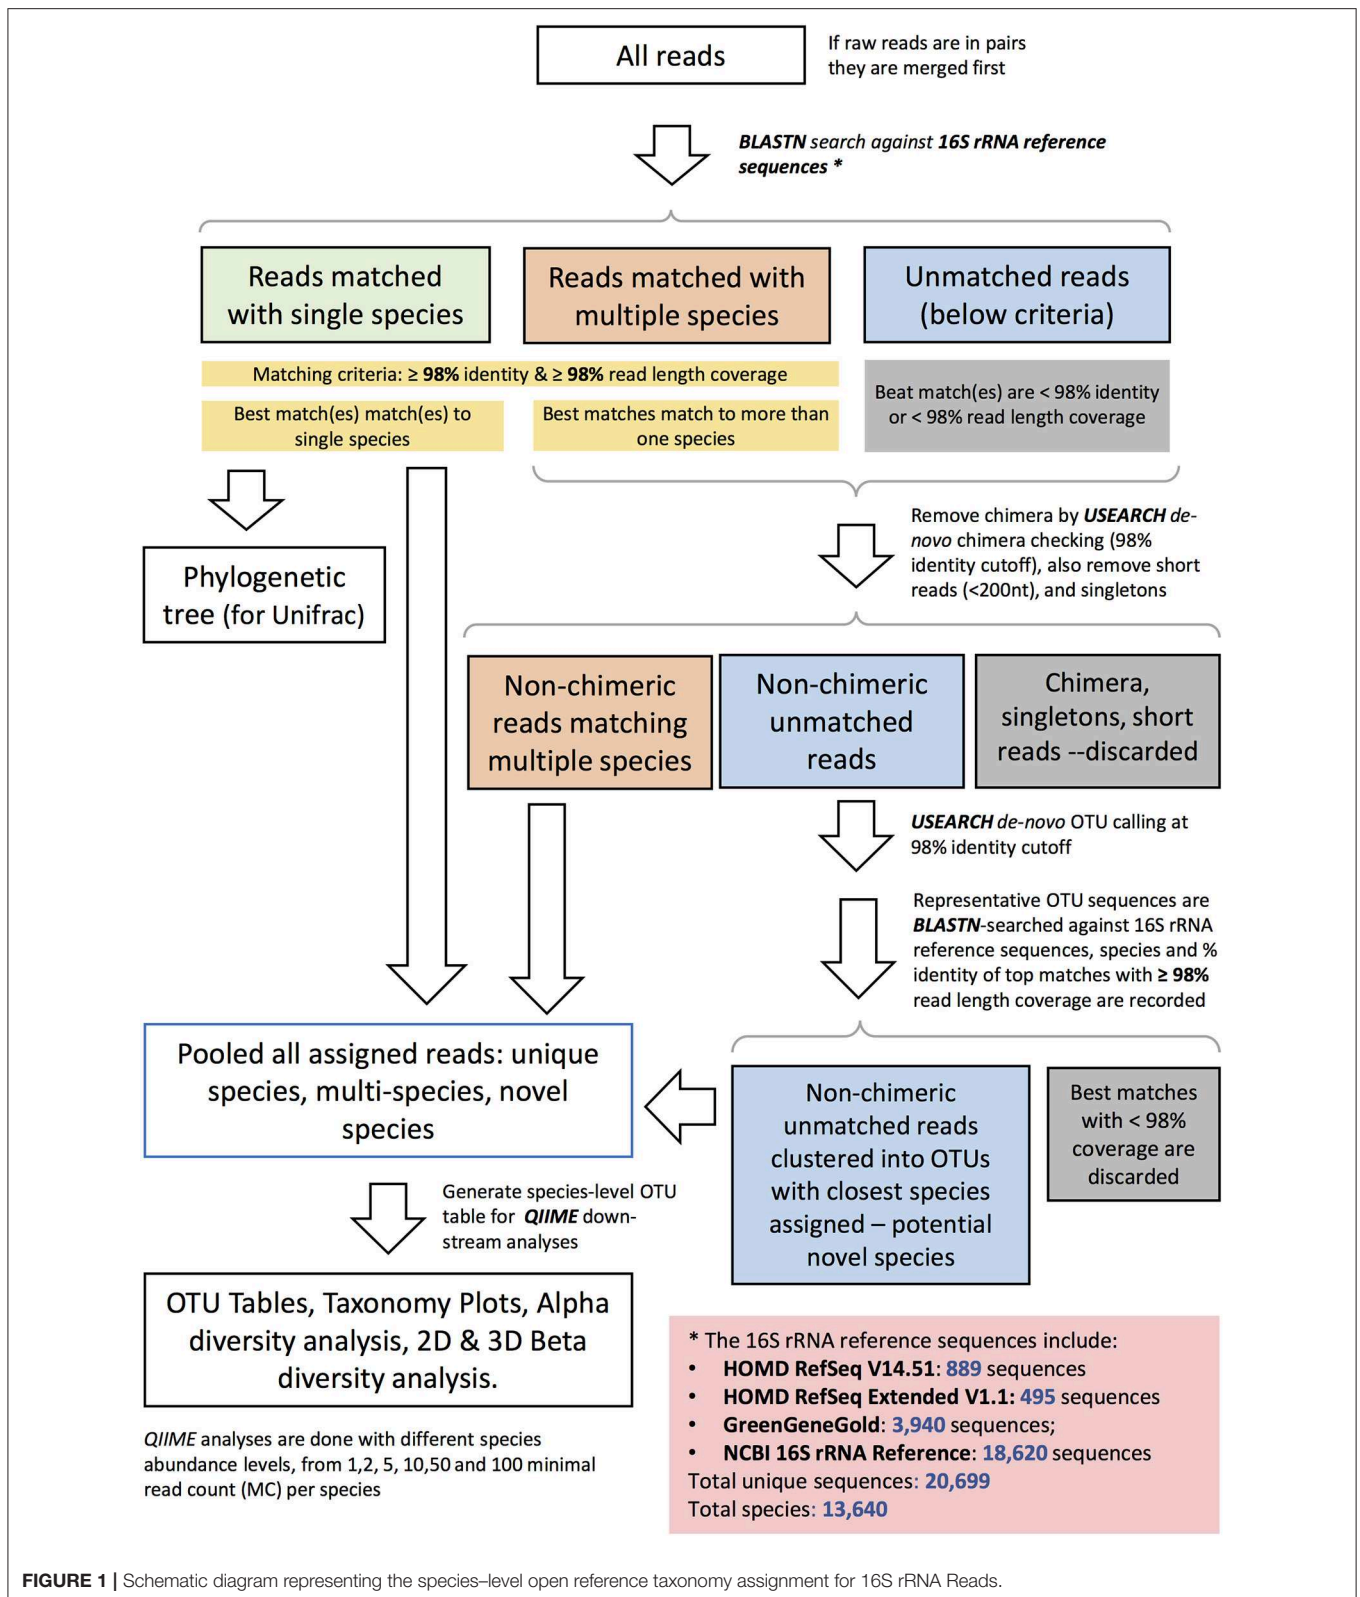 All reads
If raw reads are in pairs
they are merged first
BLASTN search against 16S rRNA reference
sequences *
Reads matched
with single species
Reads matched with
multiple species
Unmatched reads
(below criteria)
Matching criteria: ≥ 98% identity & ≥ 98% read length coverage
Best match(es) match(es) to
single species
Best matches match to more than
one species
Beat match(es) are < 98% identity
or < 98% read length coverage
Phylogenetic
tree (for Unifrac)
Remove chimera by USEARCH de-
novo chimera checking (98%
identity cutoff), also remove short
reads (<200nt), and singletons
Non-chimeric
reads matching
multiple species
Non-chimeric
unmatched
reads
Chimera,
singletons, short
reads --discarded
USEARCH de-novo OTU calling at
98% identity cutoff
Representative OTU sequences are
BLASTN-searched against 16S rRNA
reference sequences, species and %
identity of top matches with ≥ 98%
read length coverage are recorded
Pooled all assigned reads: unique
species, multi-species, novel
species
Non-chimeric
unmatched reads
clustered into OTUs
with closest species
assigned – potential
novel species
Best matches
with < 98%
coverage are
discarded
Generate species-level OTU
table for QIIME down-
stream analyses
OTU Tables, Taxonomy Plots, Alpha
diversity analysis, 2D & 3D Beta
diversity analysis.
QIIME analyses are done with different species
abundance levels, from 1,2, 5, 10,50 and 100 minimal
read count (MC) per species
* The 16S rRNA reference sequences include:
• HOMD RefSeq V14.51: 889 sequences
• HOMD RefSeq Extended V1.1: 495 sequences
• GreenGeneGold: 3,940 sequences;
• NCBI 16S rRNA Reference: 18,620 sequences
Total unique sequences: 20,699
Total species: 13,640
FIGURE 1 | Schematic diagram representing the species–level open reference taxonomy assignment for 16S rRNA Reads.